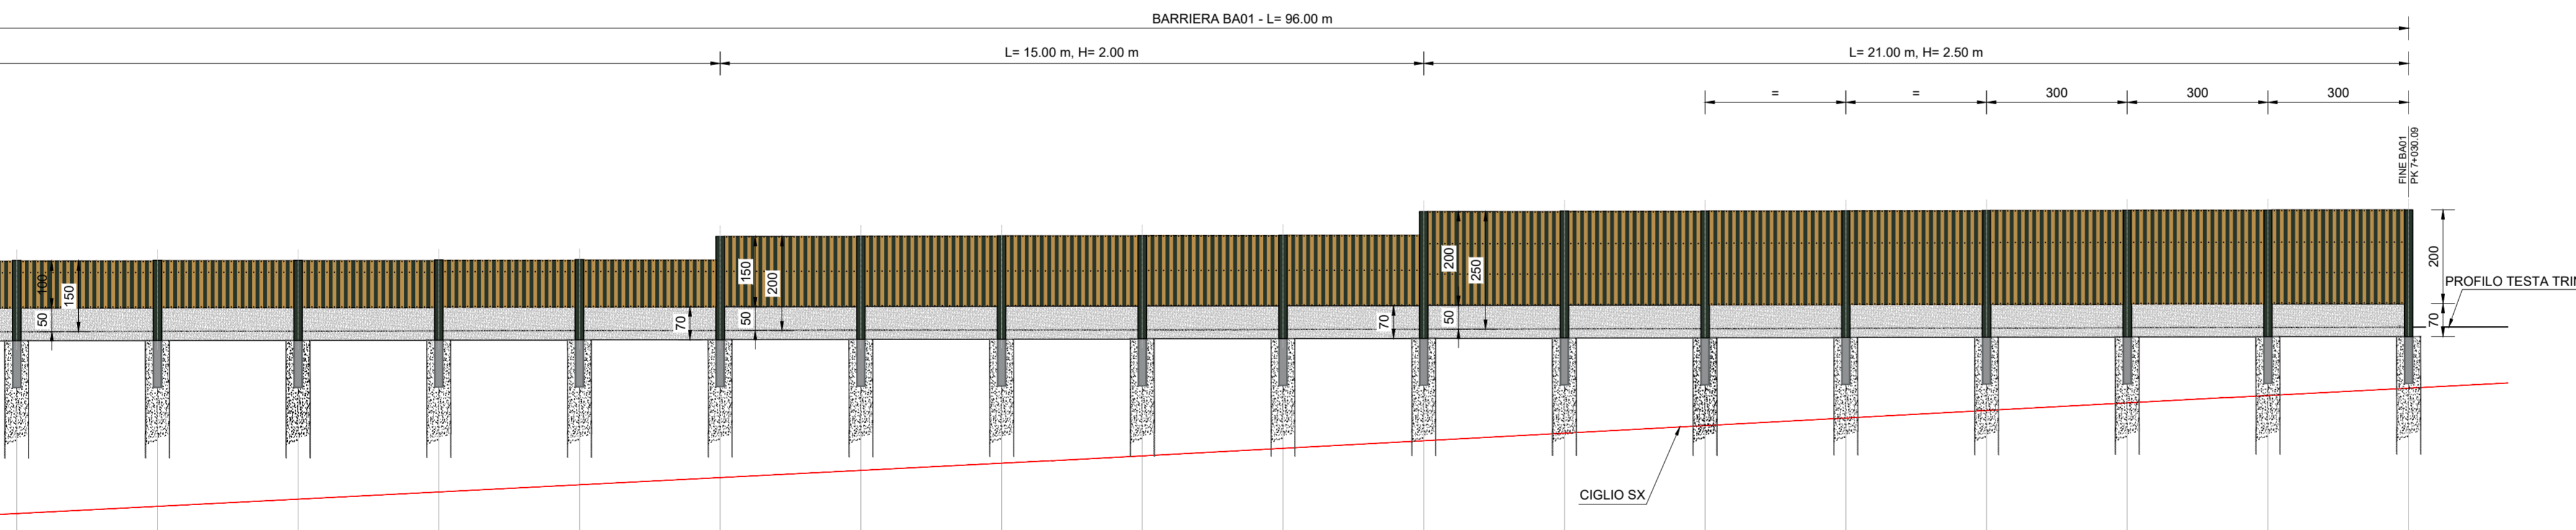 BARRIERA BA01 - L= 96.00 m
L= 15.00 m, H= 2.00 m
L= 21.00 m, H= 2.50 m
=
=
300
300
300
FINE BA01
PK 7+030.09
100
150
50
70
150
200
50
70
200
250
50
200
70
PROFILO TESTA TRIN
CIGLIO SX